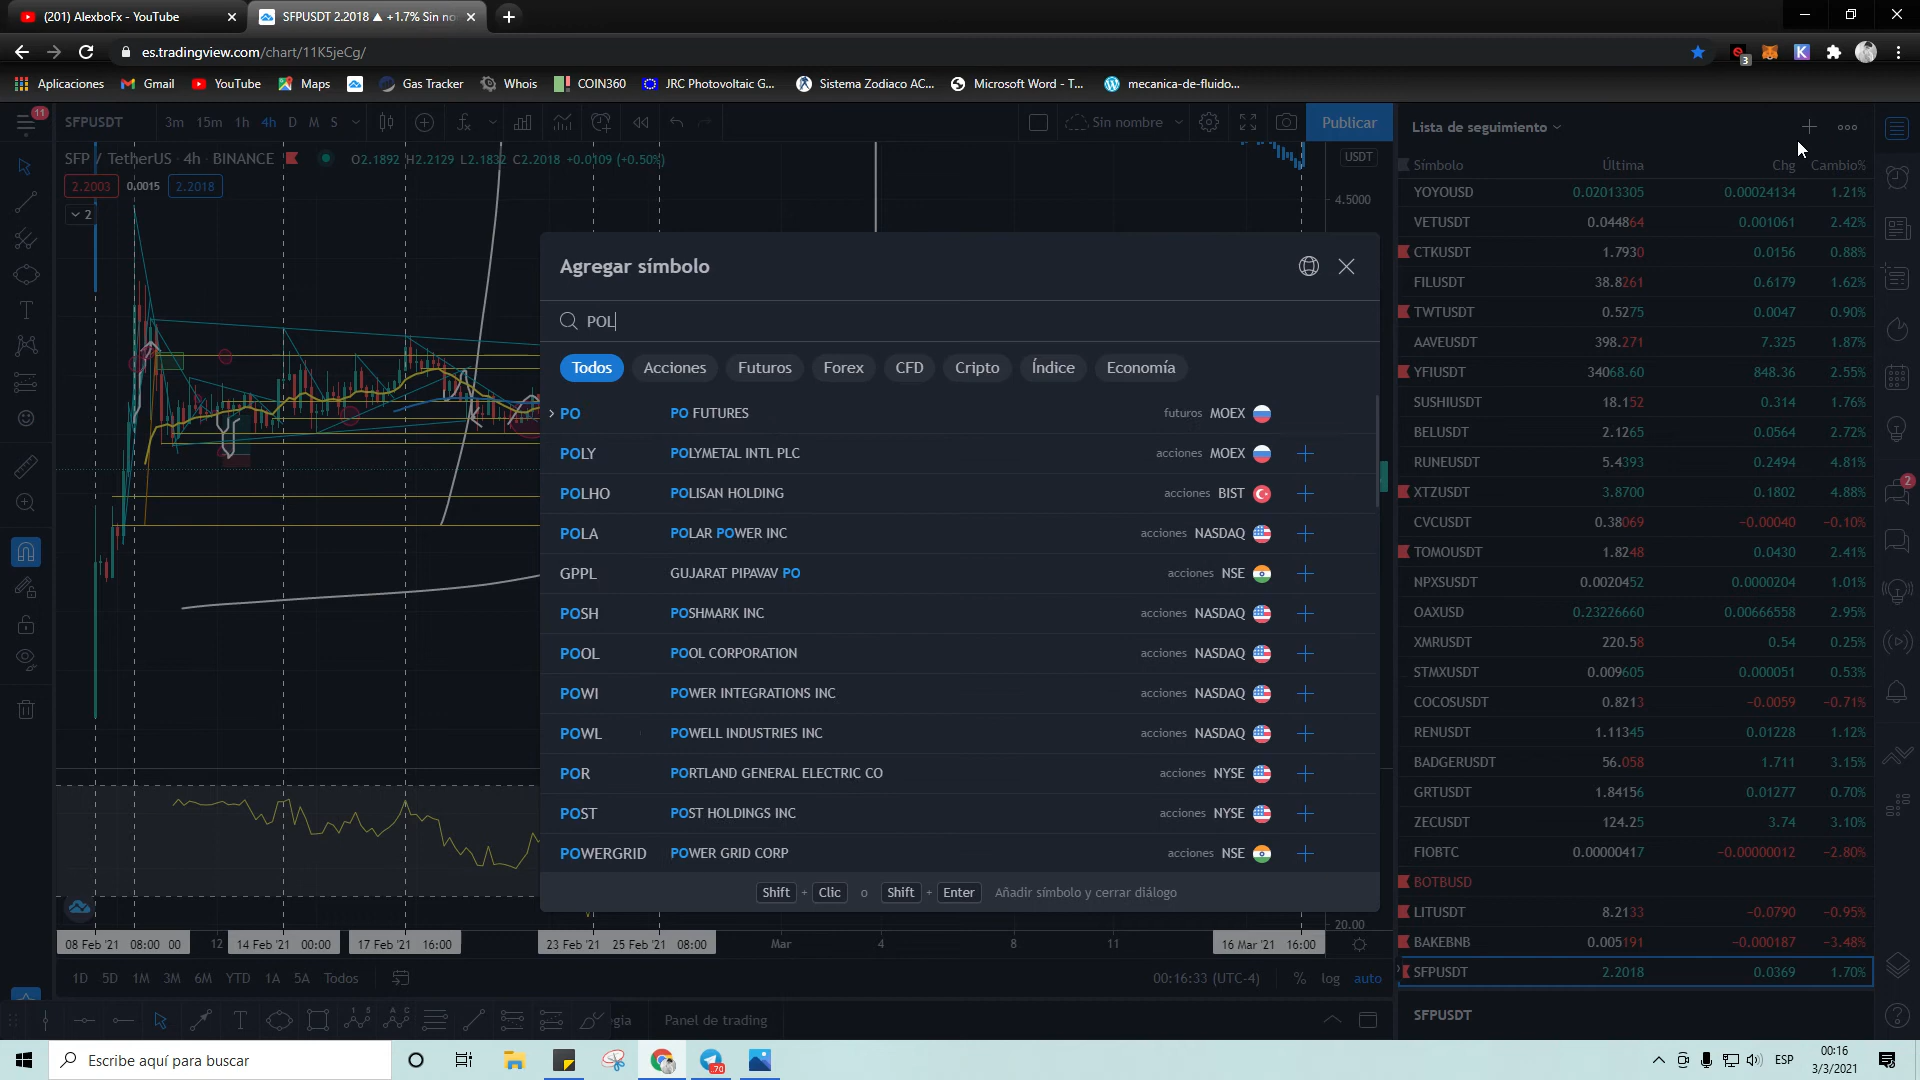 (201) AlexboFx - YouTube
SFPUSDT 2.2018 ▲ +1.7% Sin no
es.tradingview.com/chart/11K5jeCg/
3
Aplicaciones Gmail YouTube Maps Gas Tracker Whois COIN360 JRC Photovoltaic G... Sistema Zodiaco AC... Microsoft Word - T... mecanica-de-fluido...
11
SFPUSDT 3m 15m 1h 4h D M S Sin nombre Publicar
SFP / TetherUS · 4h · BINANCE O2.1892 H2.2129 L2.1832 C2.2018 +0.0109 (+0.50%)
2.2003 0.0015 2.2018
2
USDT
4.5000
Agregar símbolo
POL
Todos Acciones Futuros Forex CFD Cripto Índice Economía
PO PO FUTURES futuros MOEX
POLY POLYMETAL INTL PLC acciones MOEX
POLHO POLISAN HOLDING acciones BIST
POLA POLAR POWER INC acciones NASDAQ
GPPL GUJARAT PIPAVAV PO acciones NSE
POSH POSHMARK INC acciones NASDAQ
POOL POOL CORPORATION acciones NASDAQ
POWI POWER INTEGRATIONS INC acciones NASDAQ
POWL POWELL INDUSTRIES INC acciones NASDAQ
POR PORTLAND GENERAL ELECTRIC CO acciones NYSE
POST POST HOLDINGS INC acciones NYSE
POWERGRID POWER GRID CORP acciones NSE
Shift + Clic o Shift + Enter Añadir símbolo y cerrar diálogo
20.00
08 Feb '21 08:00 00 12 14 Feb '21 00:00 17 Feb '21 16:00 23 Feb '21 25 Feb '21 08:00 Mar 4 8 11 16 Mar '21 16:00
1D 5D 1M 3M 6M YTD 1A 5A Todos 00:16:33 (UTC-4) % log auto
egia Panel de trading
Lista de seguimiento
Símbolo Última Chg Cambio%
YOYOUSD 0.02013305 0.00024134 1.21%
VETUSDT 0.044864 0.001061 2.42%
CTKUSDT 1.7930 0.0156 0.88%
FILUSDT 38.8261 0.6179 1.62%
TWTUSDT 0.5275 0.0047 0.90%
AAVEUSDT 398.271 7.325 1.87%
YFIUSDT 34068.60 848.36 2.55%
SUSHIUSDT 18.152 0.314 1.76%
BELUSDT 2.1265 0.0564 2.72%
RUNEUSDT 5.4393 0.2494 4.81%
XTZUSDT 3.8700 0.1802 4.88%
CVCUSDT 0.38069 −0.00040 −0.10%
TOMOUSDT 1.8248 0.0430 2.41%
NPXSUSDT 0.0020452 0.0000204 1.01%
OAXUSD 0.23226660 0.00666558 2.95%
XMRUSDT 220.58 0.54 0.25%
STMXUSDT 0.009605 0.000051 0.53%
COCOSUSDT 0.8213 −0.0059 −0.71%
RENUSDT 1.11345 0.01228 1.12%
BADGERUSDT 56.058 1.711 3.15%
GRTUSDT 1.84156 0.01277 0.70%
ZECUSDT 124.25 3.74 3.10%
FIOBTC 0.00000417 −0.00000012 −2.80%
BOTBUSD
LITUSDT 8.2133 −0.0790 −0.95%
BAKEBNB 0.005191 −0.000187 −3.48%
SFPUSDT 2.2018 0.0369 1.70%
SFPUSDT
2
Escribe aquí para buscar
70
ESP
00:16
3/3/2021